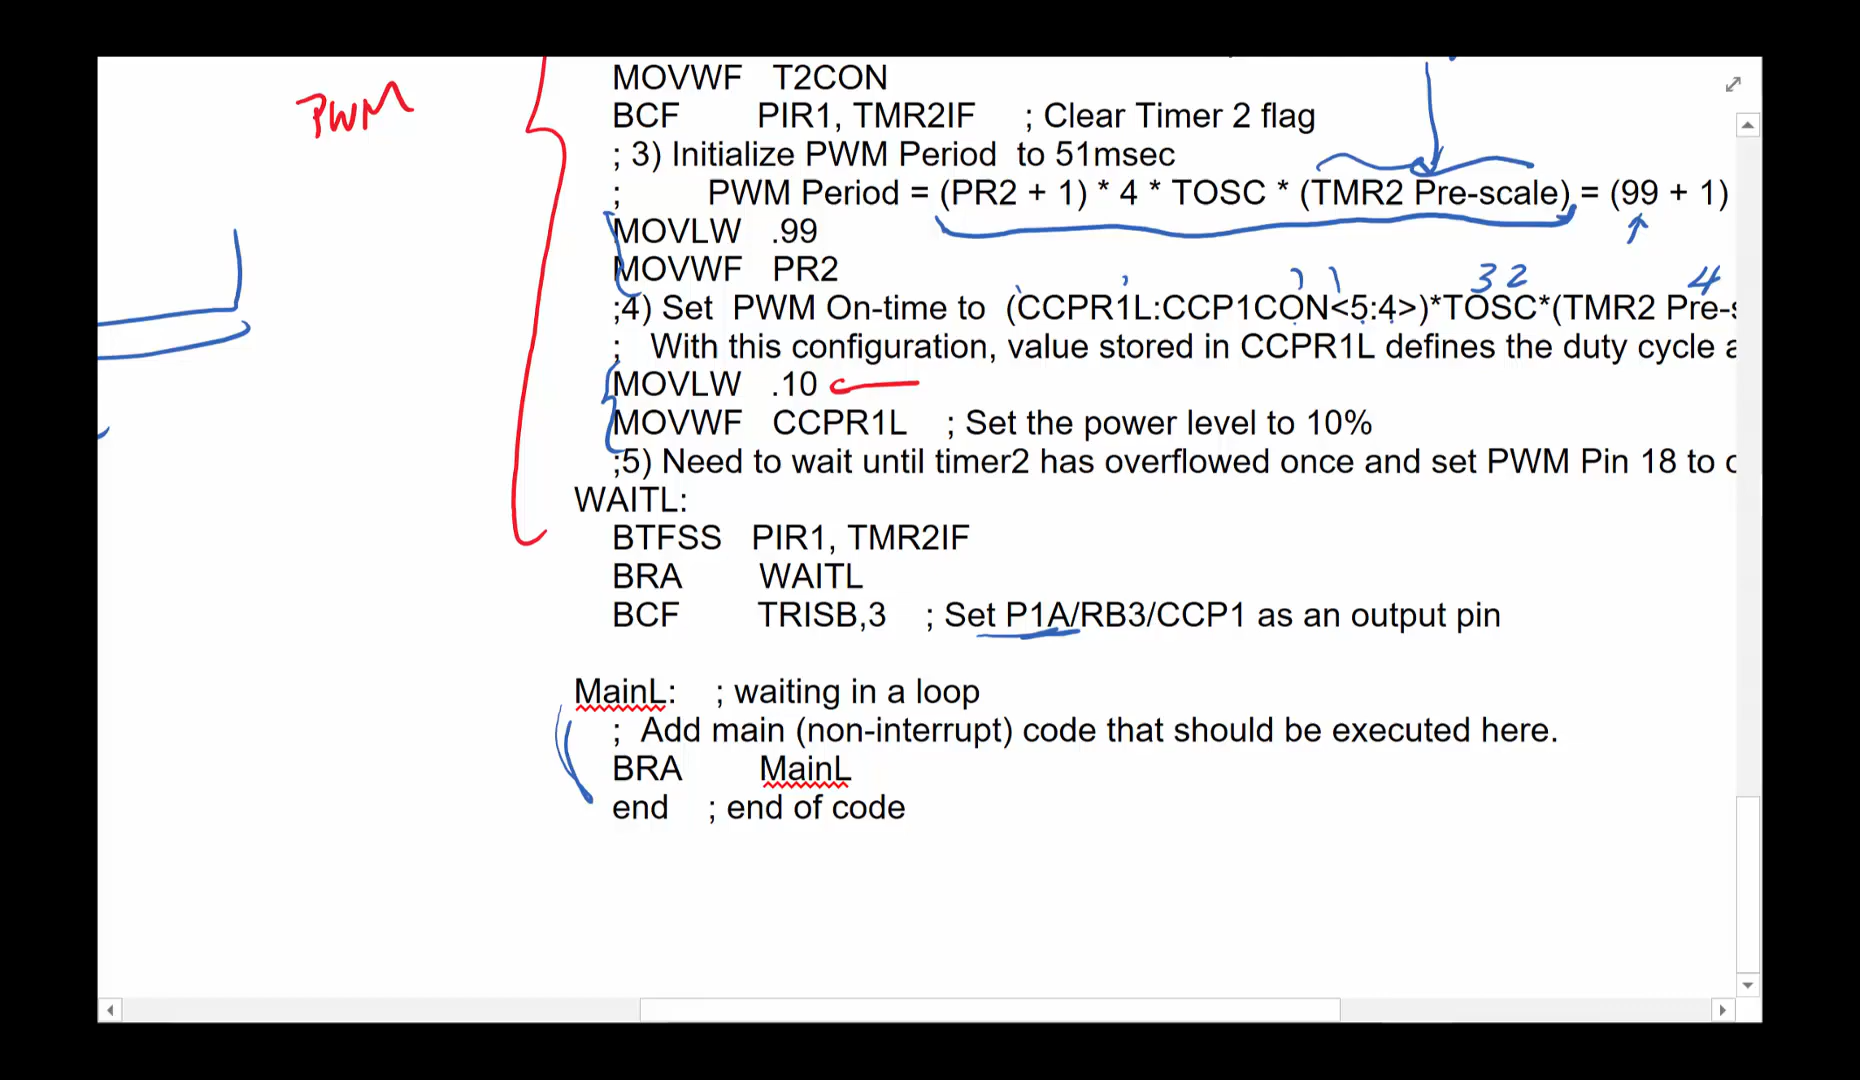 PWM
MOVWF T2CON
BCF PIR1, TMR2IF ; Clear Timer 2 flag
; 3) Initialize PWM Period to 51msec
; PWM Period = (PR2 + 1) * 4 * TOSC * (TMR2 Pre-scale) = (99 + 1)
MOVLW .99
MOVWF PR2
32 4
;4) Set PWM On-time to (CCPR1L:CCP1CON<5:4>)*TOSC*(TMR2 Pre-
; With this configuration, value stored in CCPR1L defines the duty cycle
MOVLW .10
MOVWF CCPR1L ; Set the power level to 10%
;5) Need to wait until timer2 has overflowed once and set PWM Pin 18 to
WAITL:
BTFSS PIR1, TMR2IF
BRA WAITL
BCF TRISB,3 ; Set P1A/RB3/CCP1 as an output pin
MainL: ; waiting in a loop
; Add main (non-interrupt) code that should be executed here.
BRA MainL
end ; end of code